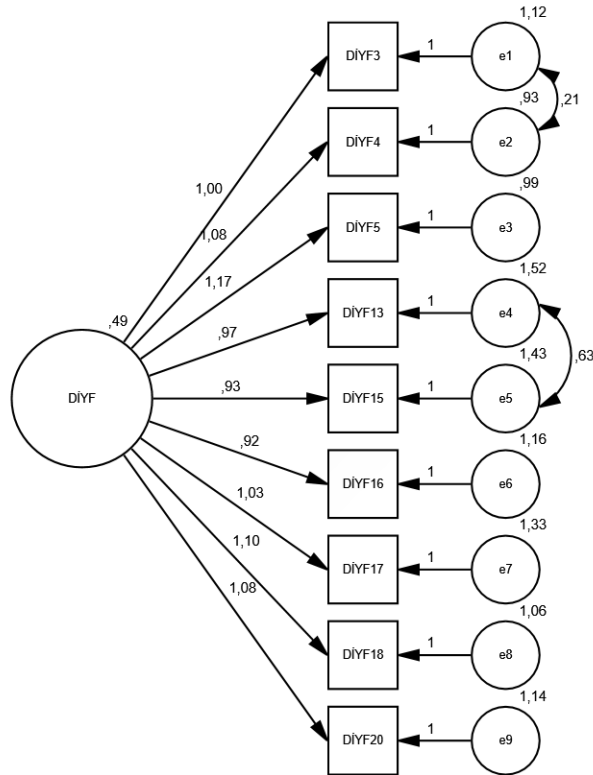 1,12
DİYF3
1
e1
,93
,21
DİYF4
1
e2
,99
1,00
1,08
DİYF5
1
e3
1,52
1,17
,49
,97
DİYF13
1
e4
1,43
,63
DİYF
,93
DİYF15
1
e5
1,16
,92
DİYF16
1
e6
1,33
1,03
DİYF17
1
e7
1,06
1,10
1,08
DİYF18
1
e8
1,14
DİYF20
1
e9